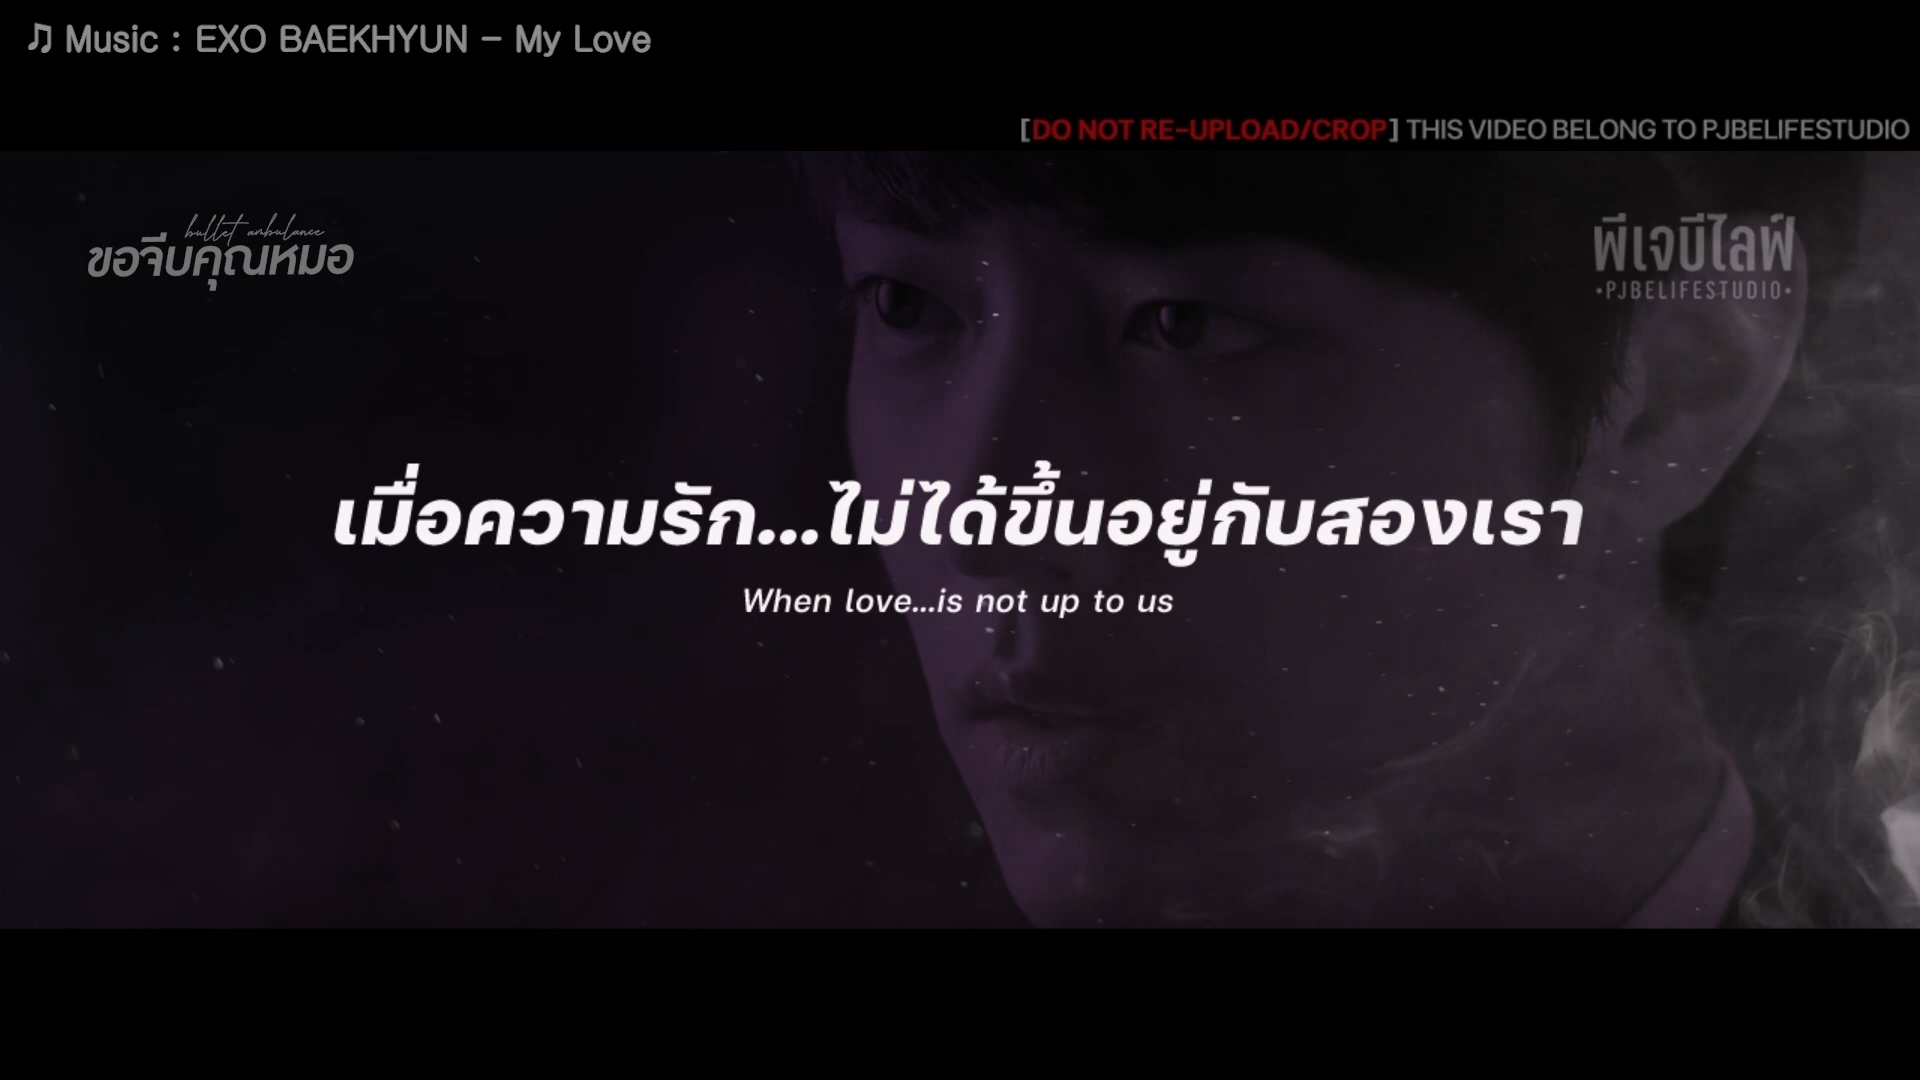 ♫ Music : EXO BAEKHYUN – My Love
[DO NOT RE-UPLOAD/CROP] THIS VIDEO BELONG TO PJBELIFESTUDIO
bullet ambulance
ขอจีบคุณหมอ
พีเจบีไลฟ์
•PJBELIFESTUDIO•
เมื่อความรัก...ไม่ได้ขึ้นอยู่กับสองเรา
When love...is not up to us